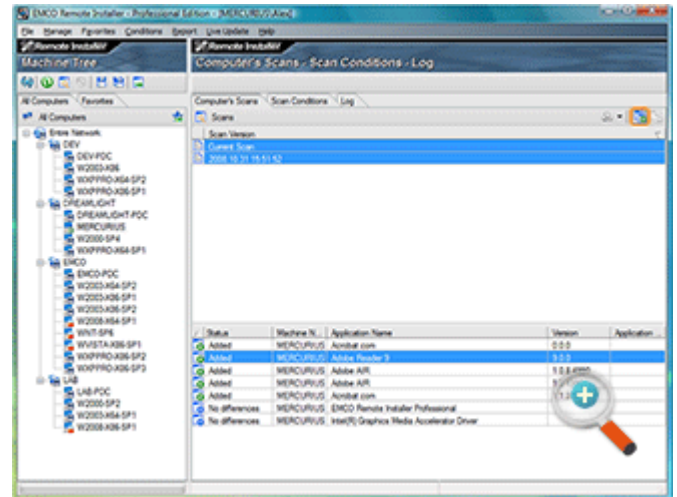 EMCO Remote Installer - Professional Edition - [MERCURIUS\Alex]
File Manage Favorites Conditions Report Live Update Help
Remote Installer
Machine Tree
Remote Installer
Computer's Scans - Scan Conditions - Log
All Computers Favorites
Computer's Scans Scan Conditions Log
All Computers
Scans
Scan Version
Current Scan
2008.10.31 15:51:52
Entire Network
DEV
DEV-PDC
W2003-X86
WXPPRO-X64-SP2
WXPPRO-X86-SP1
DREAMLIGHT
DREAMLIGHT-PDC
MERCURIUS
W2000-SP4
WXPPRO-X64-SP1
EMCO
EMCO-PDC
W2003-X64-SP2
W2003-X86-SP1
W2003-X86-SP2
W2008-X64-SP1
WNT-SP6
WVISTA-X86-SP1
WXPPRO-X86-SP2
WXPPRO-X86-SP3
LAB
LAB-PDC
W2000-SP2
W2003-X64-SP1
W2008-X86-SP1
Status Machine N... Application Name Version Application ...
Added MERCURIUS Acrobat.com 0.0.0
Added MERCURIUS Adobe Reader 9 9.0.0
Added MERCURIUS Adobe AIR
Added MERCURIUS Adobe AIR
Added MERCURIUS Acrobat.com
No differences MERCURIUS EMCO Remote Installer Professional
No differences MERCURIUS Intel(R) Graphics Media Accelerator Driver